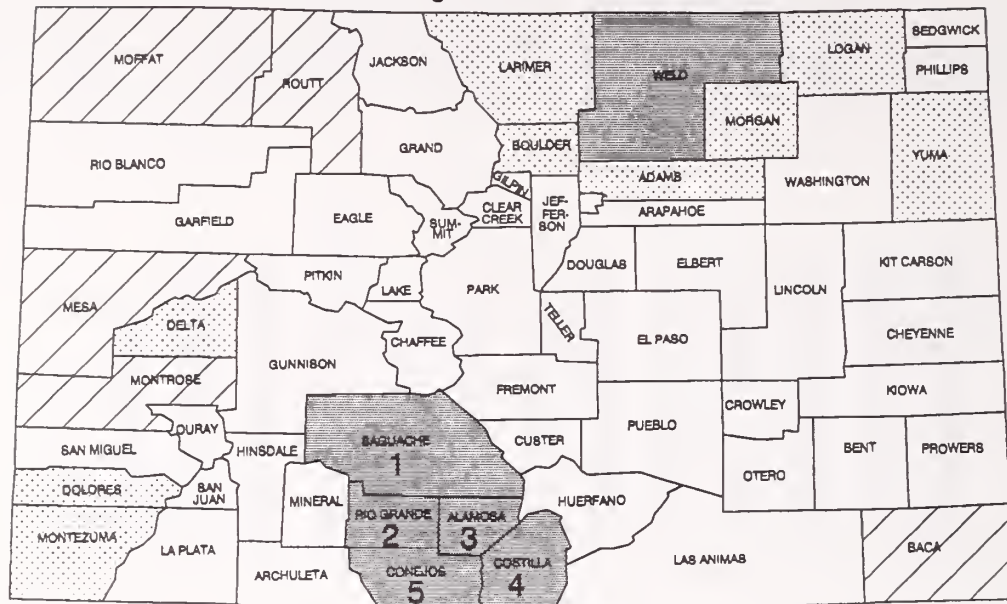 MOFFAT
ROUTT
JACKSON
LARIMER
WELD
LOGAN
SEDGWICK
PHILLIPS
MORGAN
RIO BLANCO
GRAND
BOULDER
GILPIN
ADAMS
WASHINGTON
YUMA
GARFIELD
EAGLE
SUM-
MIT
CLEAR
CREEK
JEF-
FER-
SON
ARAPAHOE
PITKIN
LAKE
PARK
DOUGLAS
ELBERT
LINCOLN
KIT CARSON
MESA
DELTA
GUNNISON
CHAFFEE
TELLER
EL PASO
CHEYENNE
MONTROSE
FREMONT
CROWLEY
KIOWA
OURAY
SAN MIGUEL
HINSDALE
SAGUACHE
1
CUSTER
PUEBLO
OTERO
BENT
PROWERS
DOLORES
SAN
JUAN
MINERAL
RIO GRANDE
2
ALAMOSA
3
HUERFANO
MONTEZUMA
LA PLATA
ARCHULETA
CONEJOS
5
COSTILLA
4
LAS ANIMAS
BACA